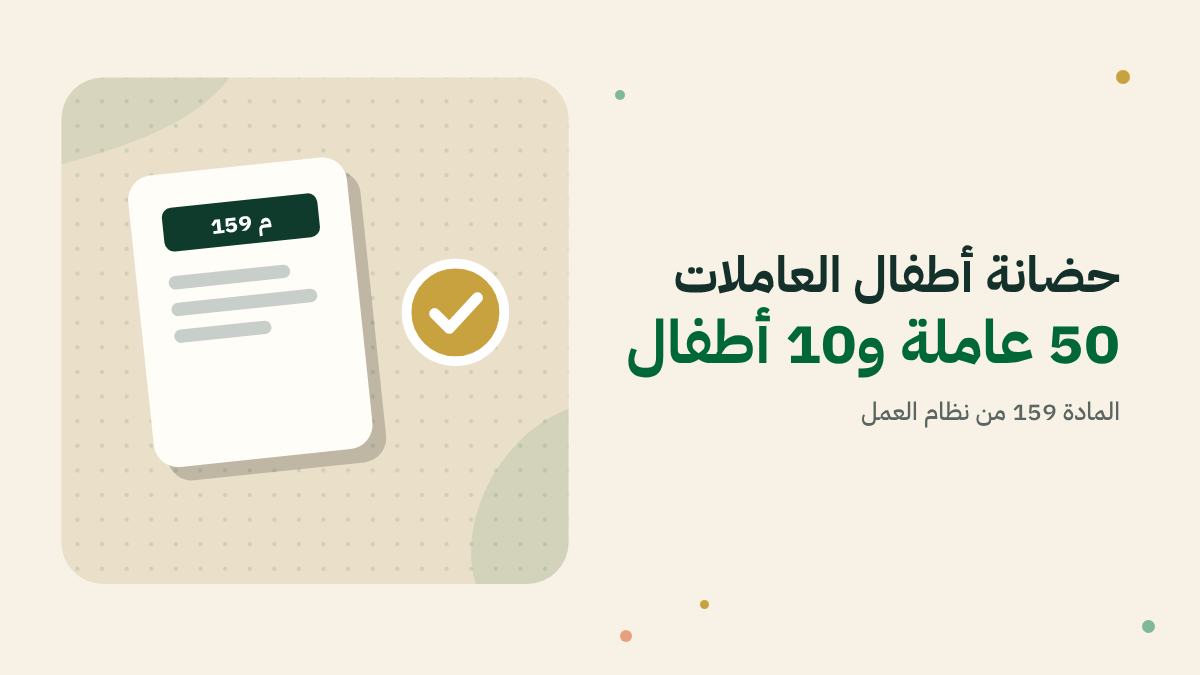 حضانة أطفال العاملات
50 عاملة و10 أطفال
المادة 159 من نظام العمل
م 159